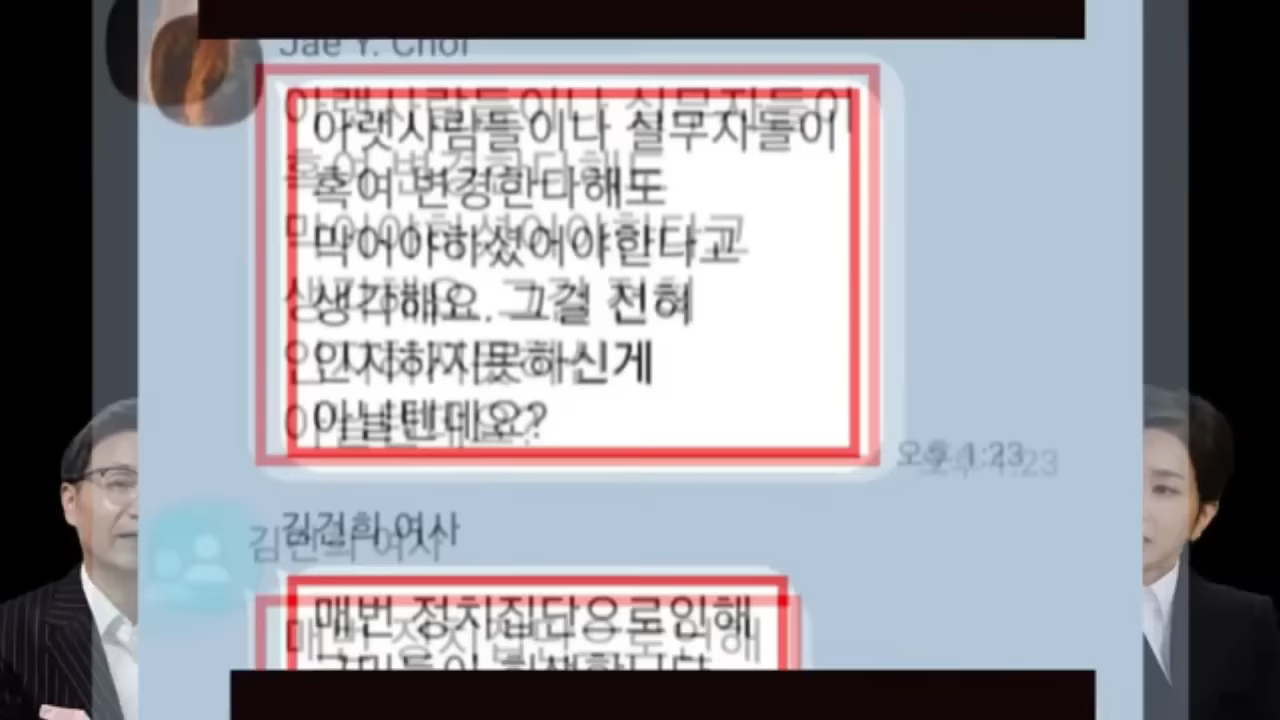 Jae Y. Choi
아랫사람들이나 실무자들이
혹여 변경한다해도
막어야하셨어야한다고
생각해요. 그걸 전혀
인지하지못하신게
아닐텐데요?
오후 1:23
김건희 여사
매번 정치집단으로인해